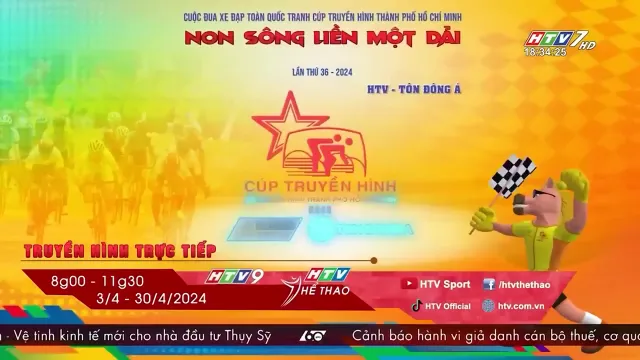 CUỘC ĐUA XE ĐẠP TOÀN QUỐC TRANH CÚP TRUYỀN HÌNH THÀNH PHỐ HỒ CHÍ MINH
NON SÔNG LIỀN MỘT DẢI
HTV7 HD
18:34:25
LẦN THỨ 36 - 2024
HTV - TÔN ĐÔNG Á
CÚP TRUYỀN HÌNH
TRUYỀN HÌNH TRỰC TIẾP
8g00 - 11g30
3/4 - 30/4/2024
HTV9
HTV
THỂ THAO
HTV Sport
/htvthethao
HTV Official
htv.com.vn
- Vệ tinh kinh tế mới cho nhà đầu tư Thụy Sỹ
60
Cảnh báo hành vi giả danh cán bộ thuế, cơ qu